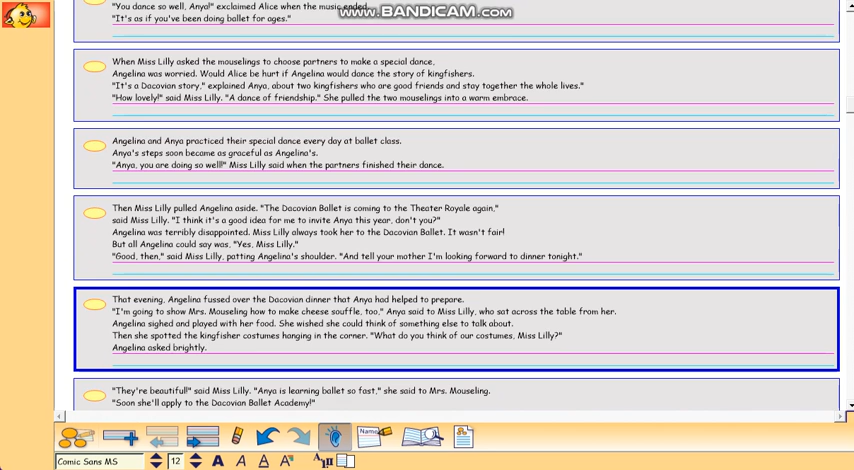 "You dance so well, Anya!" exclaimed Alice when the music ended.
www.BANDICAM.com
"It's as if you've been doing ballet for ages."
When Miss Lilly asked the mouselings to choose partners to make a special dance,
Angelina was worried. Would Alice be hurt if Angelina would dance the story of kingfishers.
"It's a Dacovian story," explained Anya, about two kingfishers who are good friends and stay together the whole lives."
"How lovely!" said Miss Lilly. "A dance of friendship." She pulled the two mouselings into a warm embrace.
Angelina and Anya practiced their special dance every day at ballet class.
Anya's steps soon became as graceful as Angelina's.
"Anya, you are doing so well!" Miss Lilly said when the partners finished their dance.
Then Miss Lilly pulled Angelina aside. "The Dacovian Ballet is coming to the Theater Royale again,"
said Miss Lilly. "I think it's a good idea for me to invite Anya this year, don't you?"
Angelina was terribly disappointed. Miss Lilly always took her to the Dacovian Ballet. It wasn't fair!
But all Angelina could say was, "Yes, Miss Lilly."
"Good, then," said Miss Lilly, patting Angelina's shoulder. "And tell your mother I'm looking forward to dinner tonight."
That evening, Angelina fussed over the Dacovian dinner that Anya had helped to prepare.
"I'm going to show Mrs. Mouseling how to make cheese souffle, too," Anya said to Miss Lilly, who sat across the table from her.
Angelina sighed and played with her food. She wished she could think of something else to talk about.
Then she spotted the kingfisher costumes hanging in the corner. "What do you think of our costumes, Miss Lilly?"
Angelina asked brightly.
"They're beautiful!" said Miss Lilly. "Anya is learning ballet so fast," she said to Mrs. Mouseling.
"Soon she'll apply to the Dacovian Ballet Academy!"
Name
Comic Sans MS
12